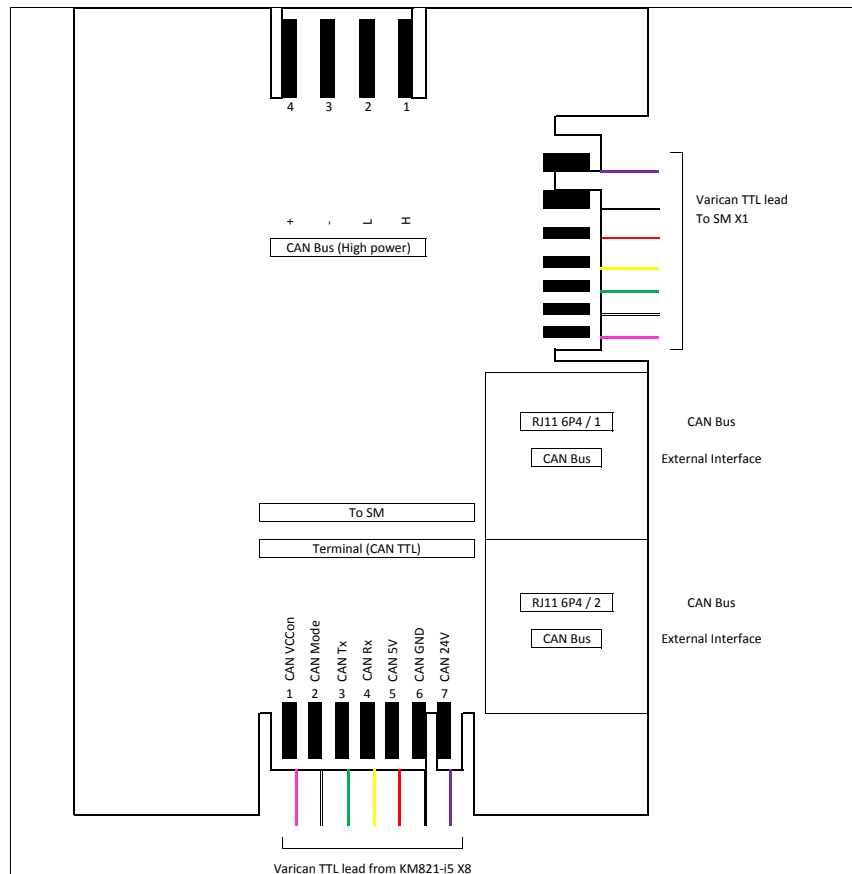 4 3 2 1
+ - L H
CAN Bus (High power)
Varican TTL lead
To SM X1
RJ11 6P4 / 1
CAN Bus
CAN Bus
External Interface
To SM
Terminal (CAN TTL)
RJ11 6P4 / 2
CAN Bus
CAN Bus
External Interface
CAN VCCon
CAN Mode
CAN Tx
CAN Rx
CAN 5V
CAN GND
CAN 24V
1 2 3 4 5 6 7
Varican TTL lead from KM821-i5 X8